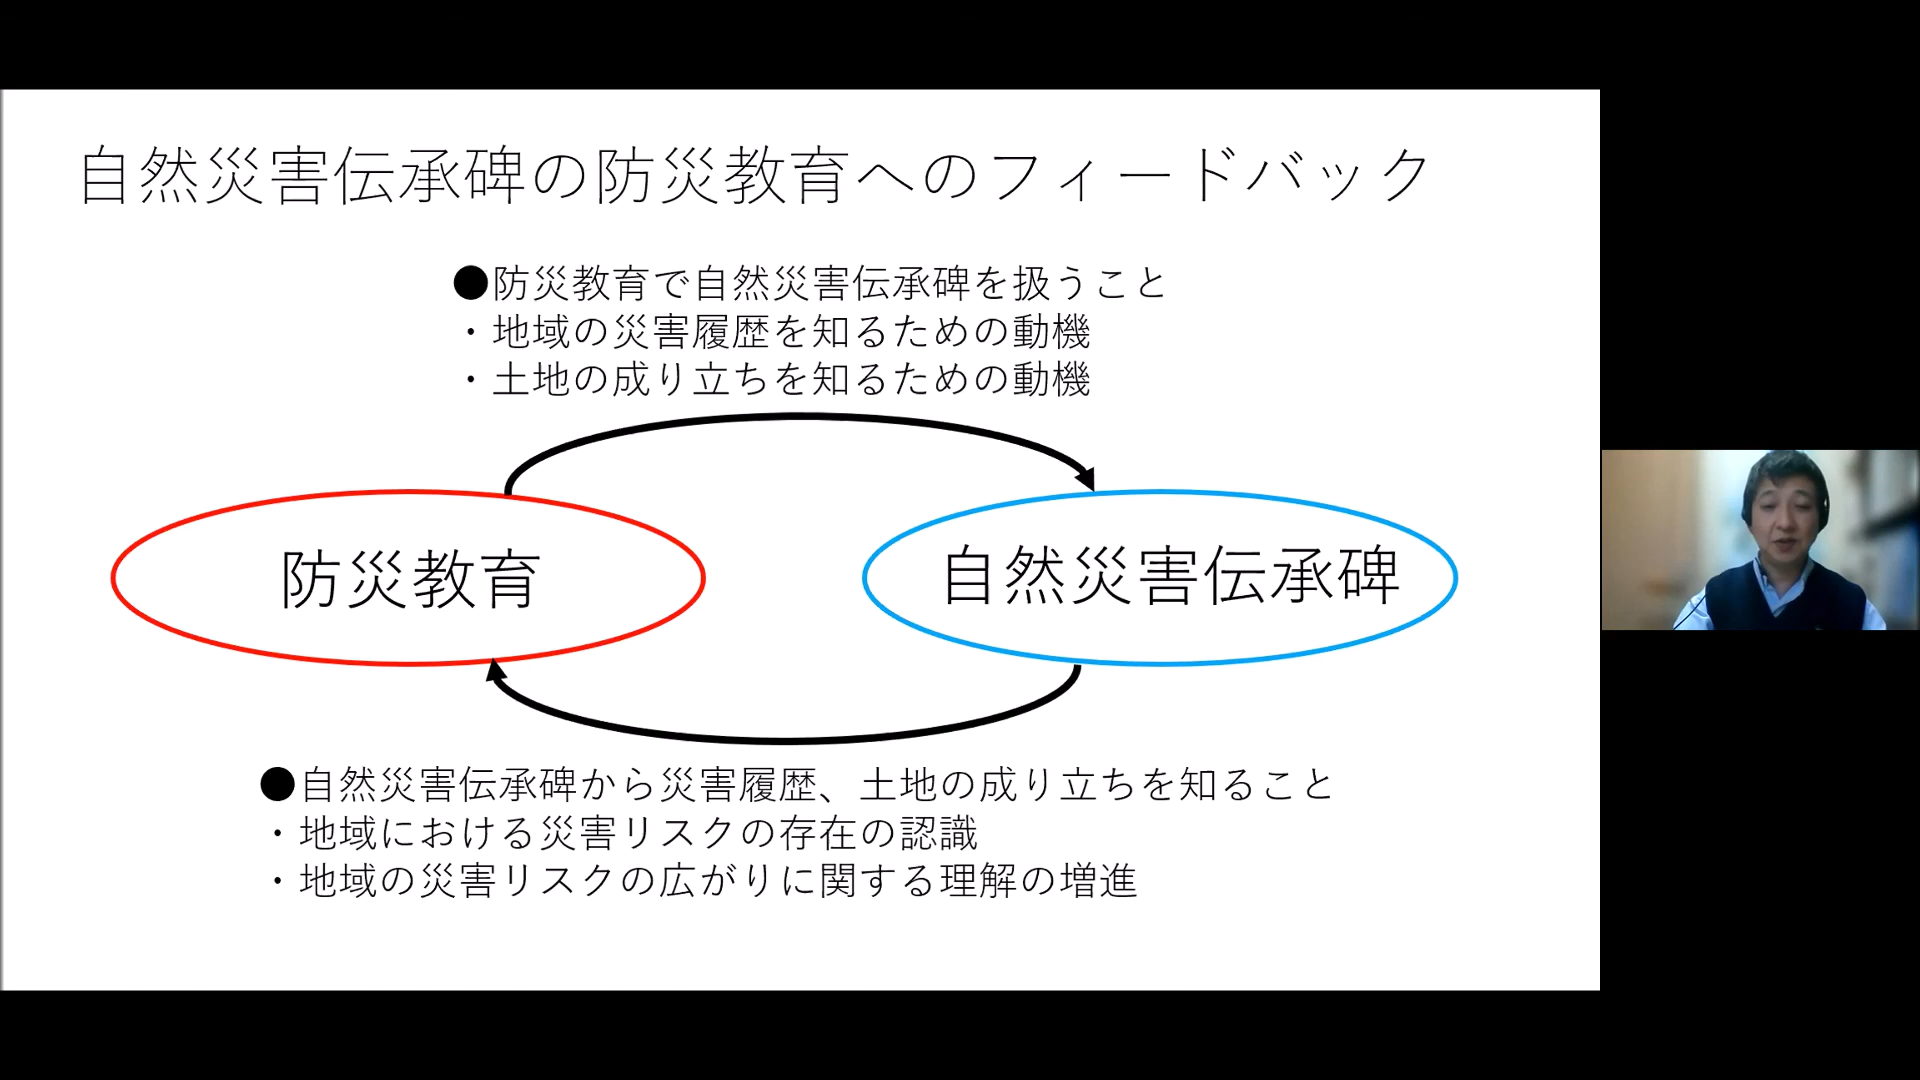 自然災害伝承碑の防災教育へのフィードバック
●防災教育で自然災害伝承碑を扱うこと
・地域の災害履歴を知るための動機
・土地の成り立ちを知るための動機
防災教育
自然災害伝承碑
●自然災害伝承碑から災害履歴、土地の成り立ちを知ること
・地域における災害リスクの存在の認識
・地域の災害リスクの広がりに関する理解の増進